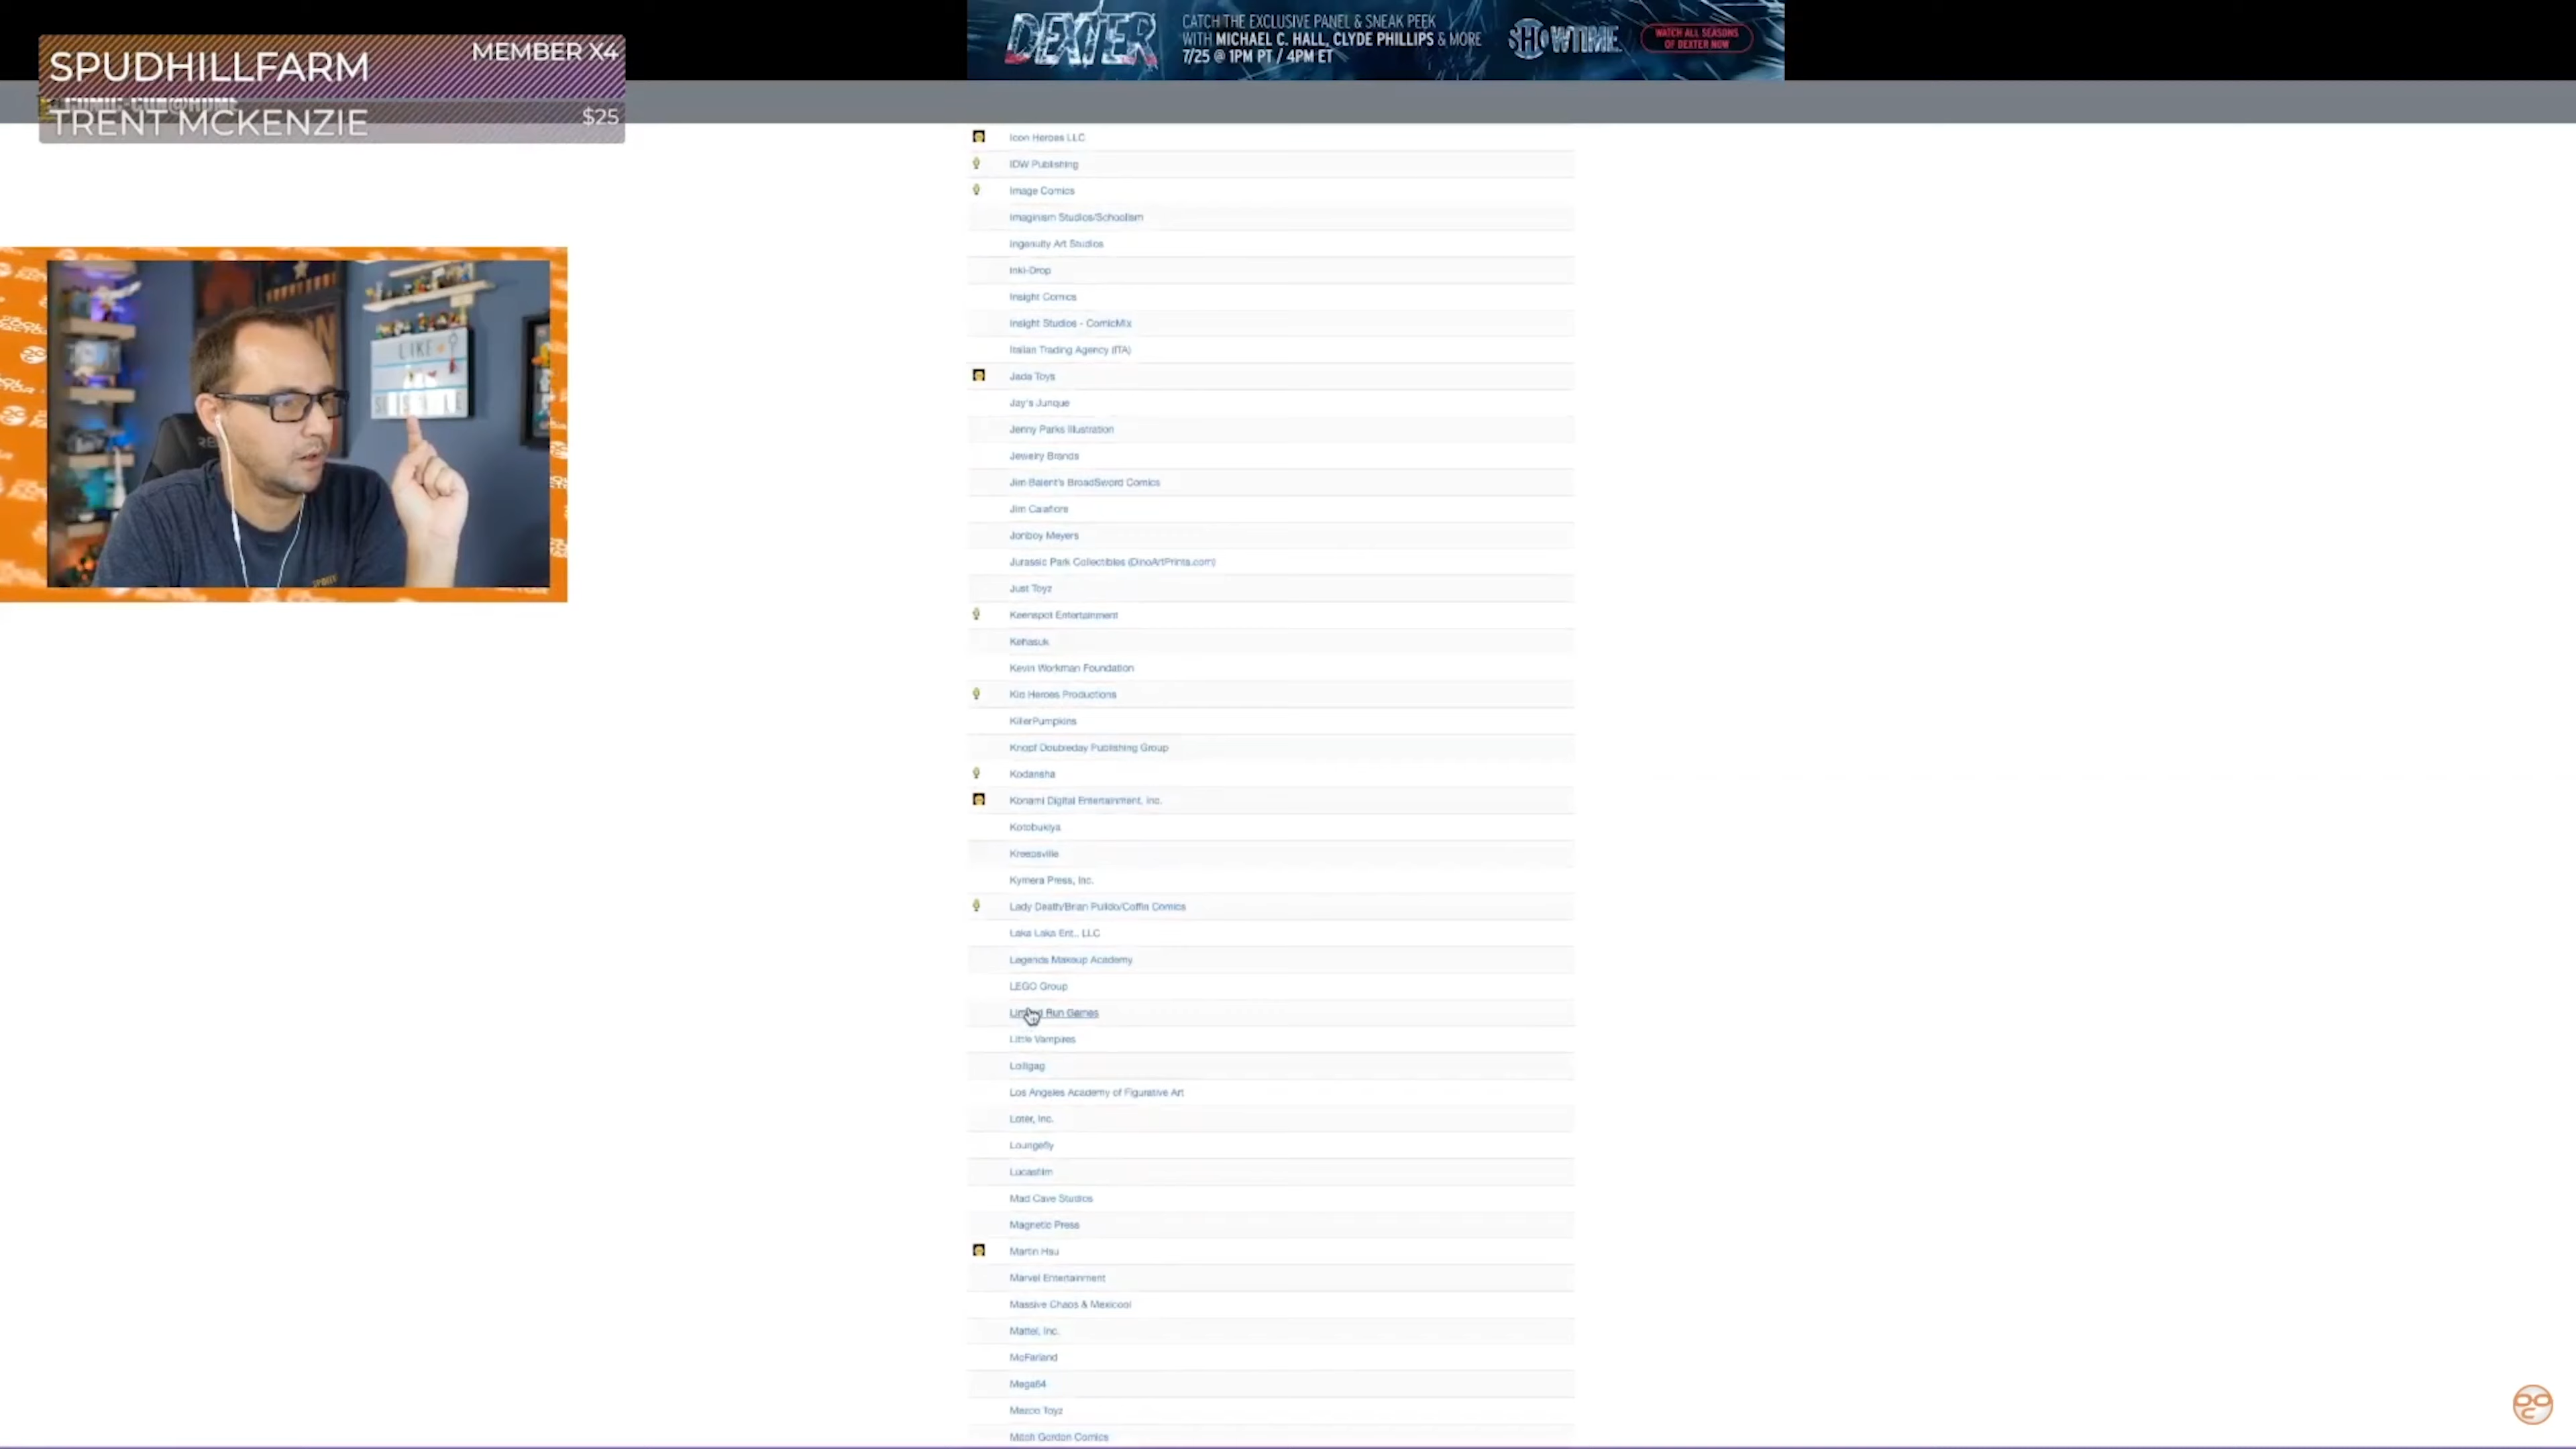 SPUDHILLFARM
MEMBER X4
TRENT MCKENZIE
$25
DEXTER
CATCH THE EXCLUSIVE PANEL & SNEAK PEEK
WITH MICHAEL C. HALL, CLYDE PHILLIPS & MORE
7/25 @ 1PM PT / 4PM ET
SHOWTIME
WATCH ALL SEASONS
OF DEXTER NOW
LIKE
Icon Heroes LLC
IDW Publishing
Image Comics
Imaginism Studios/Schoolism
Ingenuity Art Studios
Inki-Drop
Insight Comics
Insight Studios - ComicMix
Italian Trading Agency (ITA)
Jada Toys
Jay's Junque
Jenny Parks Illustration
Jewelry Brands
Jim Balent's BroadSword Comics
Jim Calafiore
Jonboy Meyers
Jurassic Park Collectibles (DinoArtPrints.com)
Just Toyz
Keenspot Entertainment
Kehasuk
Kevin Workman Foundation
Kid Heroes Productions
KillerPumpkins
Knopf Doubleday Publishing Group
Kodansha
Konami Digital Entertainment, Inc.
Kotobukiya
Kreepsville
Kymera Press, Inc.
Lady Death/Brian Pulido/Coffin Comics
Laka Laka Ent., LLC
Legends Makeup Academy
LEGO Group
Run Games
Little Vampires
Lolligag
Los Angeles Academy of Figurative Art
Loter, Inc.
Loungefly
Lucasfilm
Mad Cave Studios
Magnetic Press
Martin Hsu
Marvel Entertainment
Massive Chaos & Mexicool
Mattel, Inc.
McFarland
Mega64
Mezco Toyz
Mitch Gordon Comics